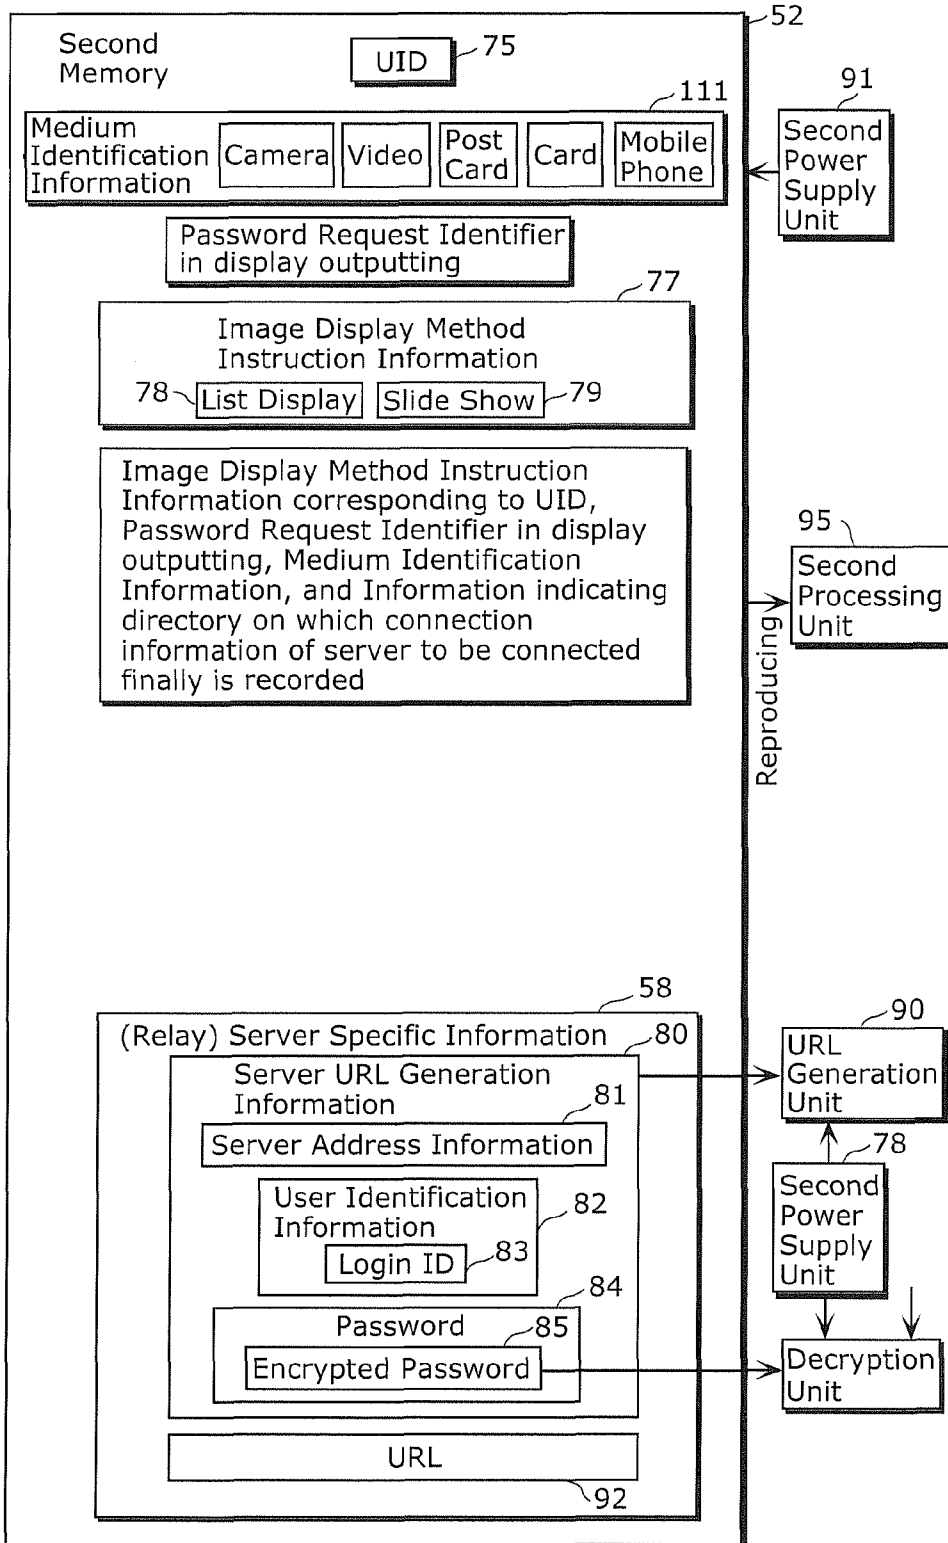 52
Second
Memory
UID
75
111
Medium
Identification
Information
Camera
Video
Post
Card
Card
Mobile
Phone
91
Second
Power
Supply
Unit
Password Request Identifier
in display outputting
77
Image Display Method
Instruction Information
78
List Display
Slide Show
79
Image Display Method Instruction
Information corresponding to UID,
Password Request Identifier in display
outputting, Medium Identification
Information, and Information indicating
directory on which connection
information of server to be connected
finally is recorded
95
Second
Processing
Unit
Reproducing
58
(Relay) Server Specific Information
80
Server URL Generation
Information
81
Server Address Information
User Identification
Information
82
Login ID
83
84
Password
85
Encrypted Password
URL
92
90
URL
Generation
Unit
78
Second
Power
Supply
Unit
Decryption
Unit